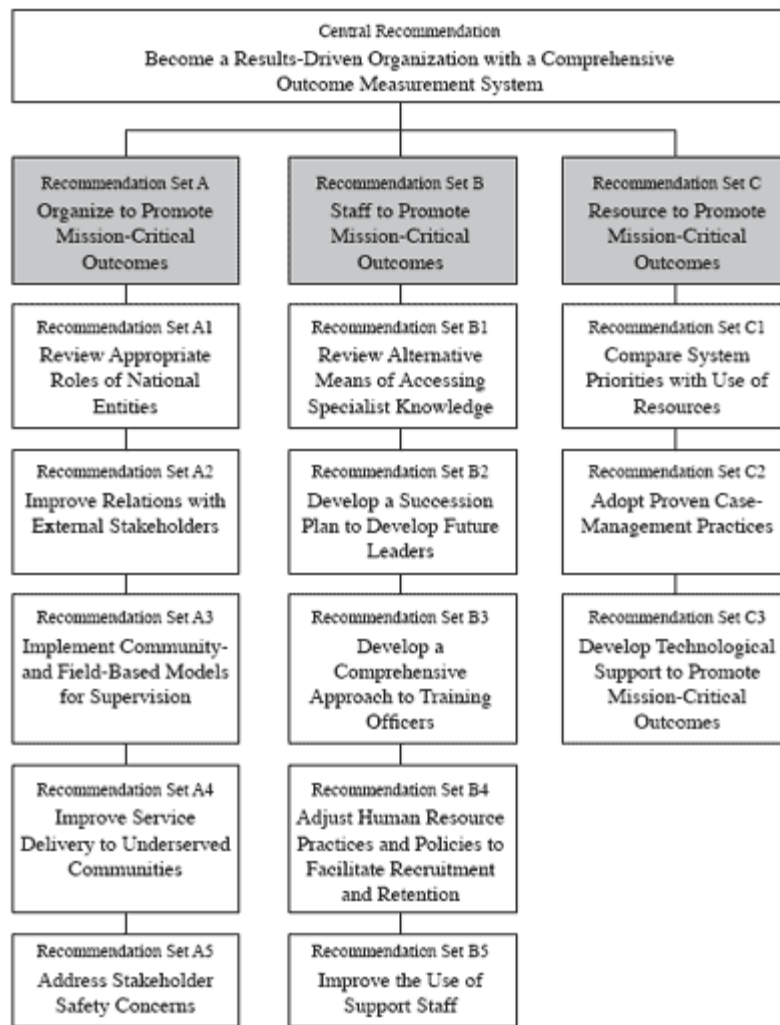 Central Recommendation
Become a Results-Driven Organization with a Comprehensive
Outcome Measurement System
Recommendation Set A
Organize to Promote
Mission-Critical
Outcomes
Recommendation Set A1
Review Appropriate
Roles of National
Entities
Recommendation Set A2
Improve Relations with
External Stakeholders
Recommendation Set A3
Implement Community-
and Field-Based Models
for Supervision
Recommendation Set A4
Improve Service
Delivery to Underserved
Communities
Recommendation Set A5
Address Stakeholder
Safety Concerns
Recommendation Set B
Staff to Promote
Mission-Critical
Outcomes
Recommendation Set B1
Review Alternative
Means of Accessing
Specialist Knowledge
Recommendation Set B2
Develop a Succession
Plan to Develop Future
Leaders
Recommendation Set B3
Develop a
Comprehensive
Approach to Training
Officers
Recommendation Set B4
Adjust Human Resource
Practices and Policies to
Facilitate Recruitment
and Retention
Recommendation Set B5
Improve the Use of
Support Staff
Recommendation Set C
Resource to Promote
Mission-Critical
Outcomes
Recommendation Set C1
Compare System
Priorities with Use of
Resources
Recommendation Set C2
Adopt Proven Case-
Management Practices
Recommendation Set C3
Develop Technological
Support to Promote
Mission-Critical
Outcomes